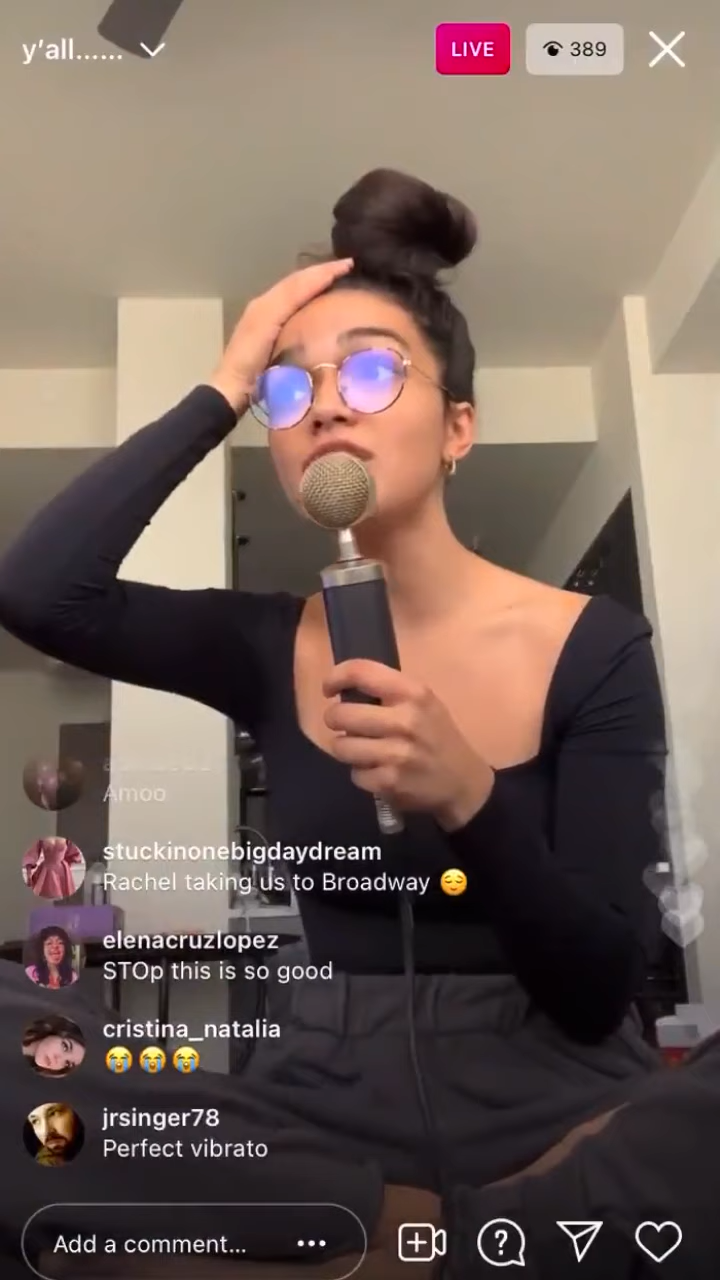 y'all......
LIVE
389
Amoo
stuckinonebigdaydream
Rachel taking us to Broadway 😌
elenacruzlopez
STOp this is so good
cristina_natalia
😭😭😭
jrsinger78
Perfect vibrato
Add a comment...